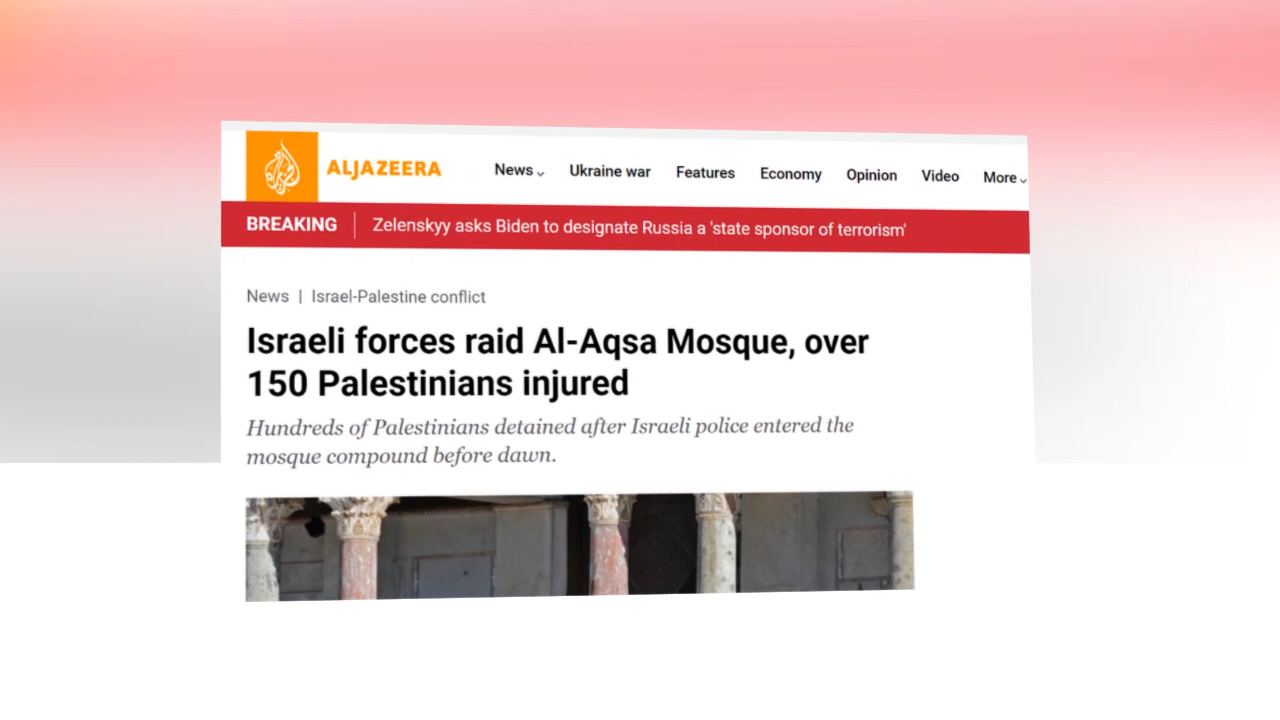 ALJAZEERA
News Ukraine war Features Economy Opinion Video More
BREAKING Zelenskyy asks Biden to designate Russia a 'state sponsor of terrorism'
News | Israel-Palestine conflict
Israeli forces raid Al-Aqsa Mosque, over
150 Palestinians injured
Hundreds of Palestinians detained after Israeli police entered the
mosque compound before dawn.